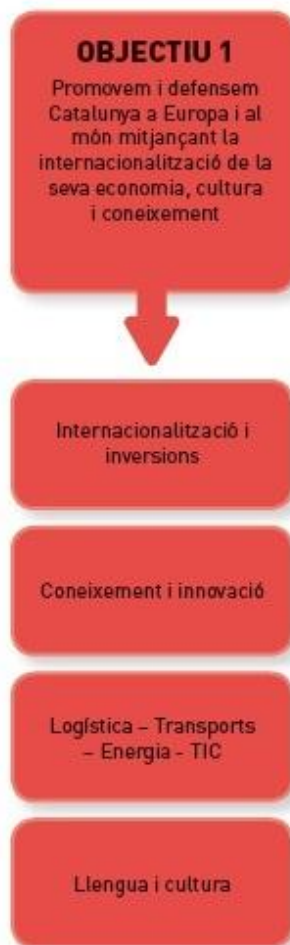 OBJECTIU 1
Promovem i defensem
Catalunya a Europa i al
món mitjançant la
internacionalització de la
seva economia, cultura
i coneixement
Internacionalització i
inversions
Coneixement i innovació
Logística – Transports
– Energia - TIC
Llengua i cultura